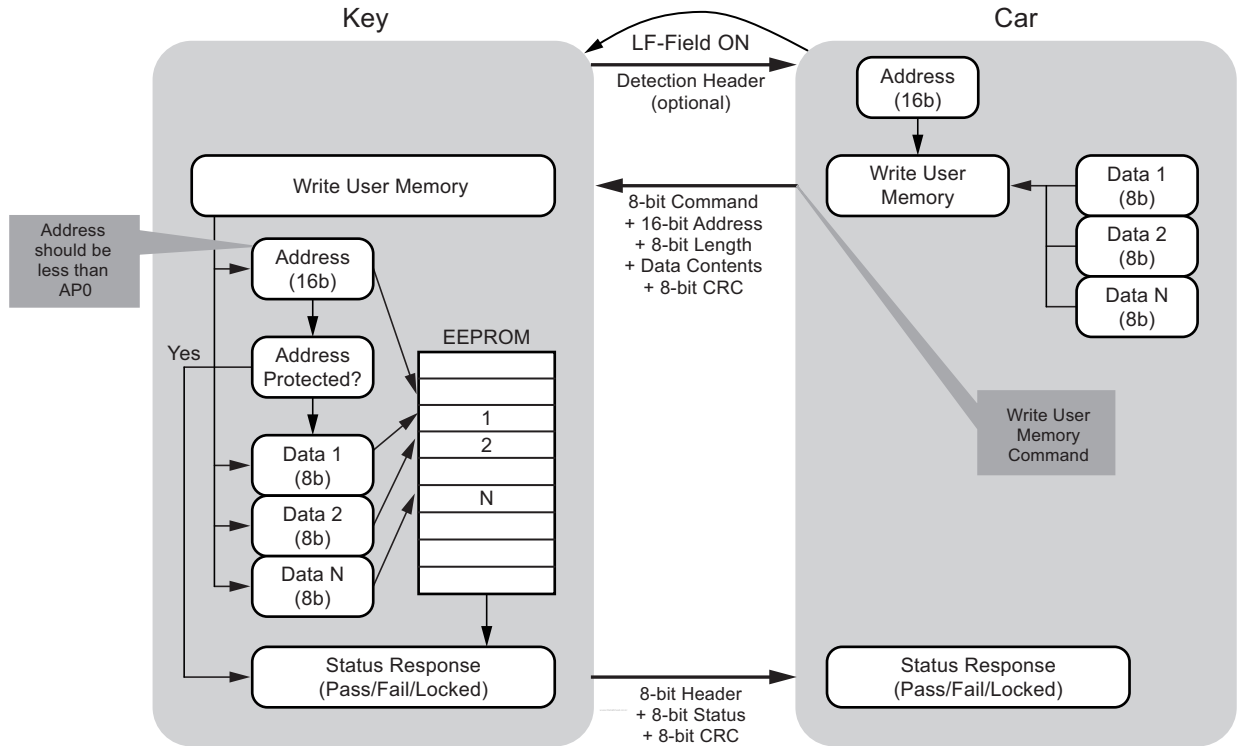 Key
Car
LF-Field ON
Detection Header
(optional)
Address
(16b)
Write User Memory
Write User
Memory
Data 1
(8b)
Data 2
(8b)
Data N
(8b)
8-bit Command
+ 16-bit Address
+ 8-bit Length
+ Data Contents
+ 8-bit CRC
Address
should be
less than
AP0
Address
(16b)
Yes
Address
Protected?
EEPROM
1
2
N
Data 1
(8b)
Data 2
(8b)
Data N
(8b)
Write User
Memory
Command
Status Response
(Pass/Fail/Locked)
8-bit Header
+ 8-bit Status
+ 8-bit CRC
Status Response
(Pass/Fail/Locked)